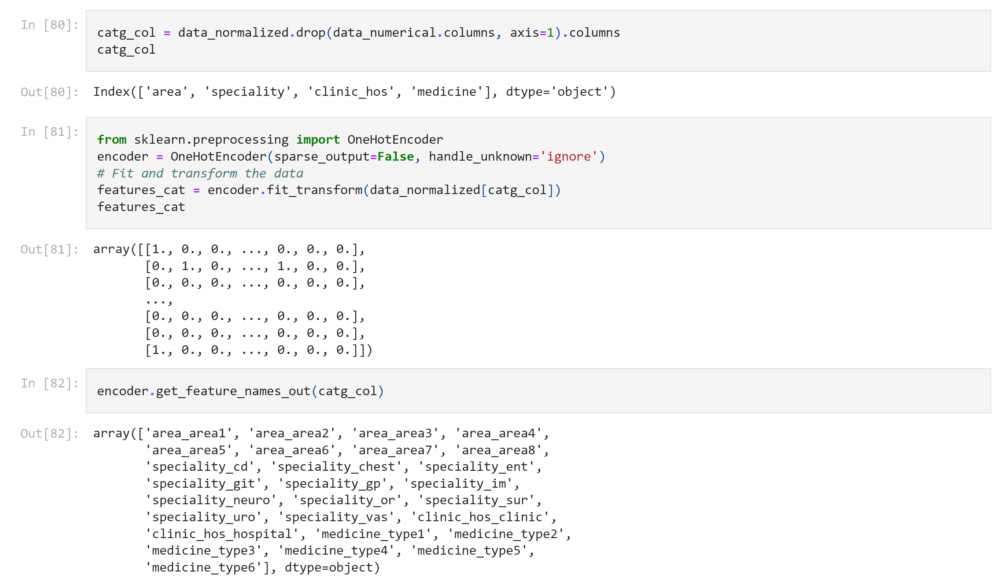 In [80]:
catg_col = data_normalized.drop(data_numerical.columns, axis=1).columns
catg_col
Out[80]: Index(['area', 'speciality', 'clinic_hos', 'medicine'], dtype='object')
In [81]:
from sklearn.preprocessing import OneHotEncoder
encoder = OneHotEncoder(sparse_output=False, handle_unknown='ignore')
# Fit and transform the data
features_cat = encoder.fit_transform(data_normalized[catg_col])
features_cat
Out[81]: array([[1., 0., 0., ..., 0., 0., 0.],
[0., 1., 0., ..., 1., 0., 0.],
[0., 0., 0., ..., 0., 0., 0.],
...,
[0., 0., 0., ..., 0., 0., 0.],
[0., 0., 0., ..., 0., 0., 0.],
[1., 0., 0., ..., 0., 0., 0.]])
In [82]:
encoder.get_feature_names_out(catg_col)
Out[82]: array(['area_area1', 'area_area2', 'area_area3', 'area_area4',
'area_area5', 'area_area6', 'area_area7', 'area_area8',
'speciality_cd', 'speciality_chest', 'speciality_ent',
'speciality_git', 'speciality_gp', 'speciality_im',
'speciality_neuro', 'speciality_or', 'speciality_sur',
'speciality_uro', 'speciality_vas', 'clinic_hos_clinic',
'clinic_hos_hospital', 'medicine_type1', 'medicine_type2',
'medicine_type3', 'medicine_type4', 'medicine_type5',
'medicine_type6'], dtype=object)